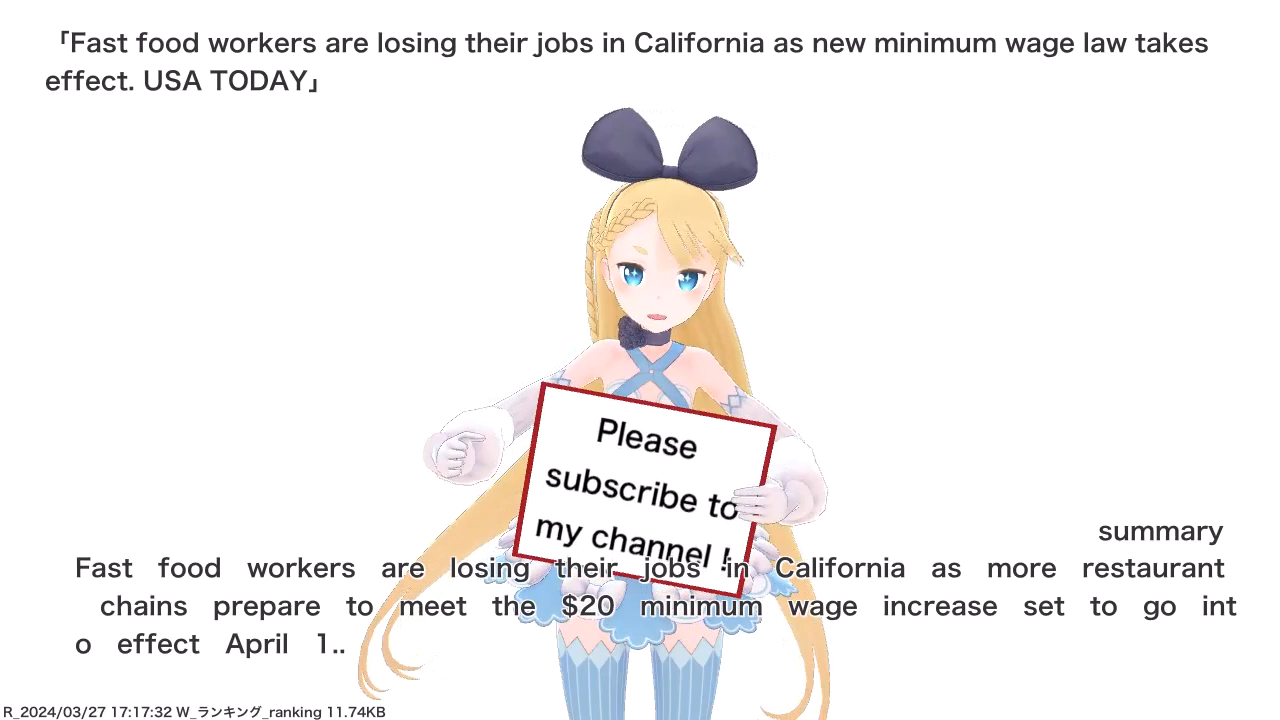 「Fast food workers are losing their jobs in California as new minimum wage law takes
effect. USA TODAY」
Please
subscribe to
my channel !
summary
Fast food workers are losing their jobs in California as more restaurant
chains prepare to meet the $20 minimum wage increase set to go int
o effect April 1..
R_2024/03/27 17:17:32 W_ランキング_ranking 11.74KB